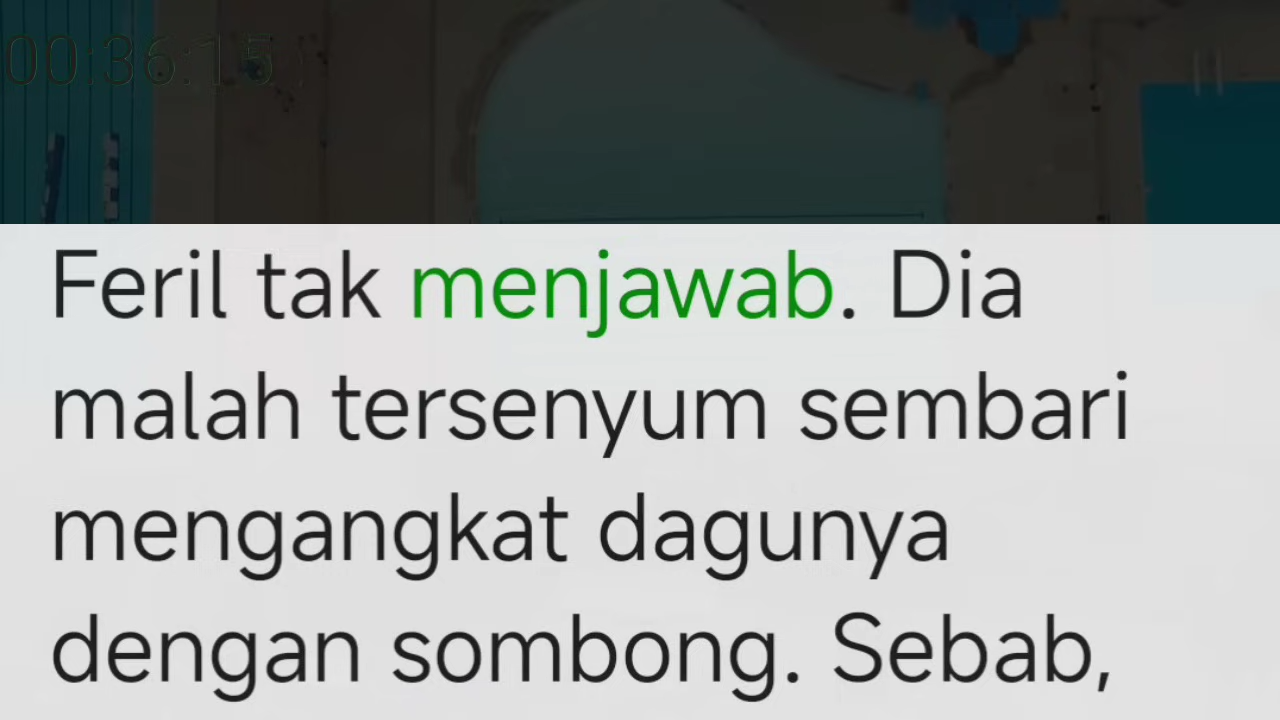 00:36:15
Feril tak menjawab. Dia
malah tersenyum sembari
mengangkat dagunya
dengan sombong. Sebab,